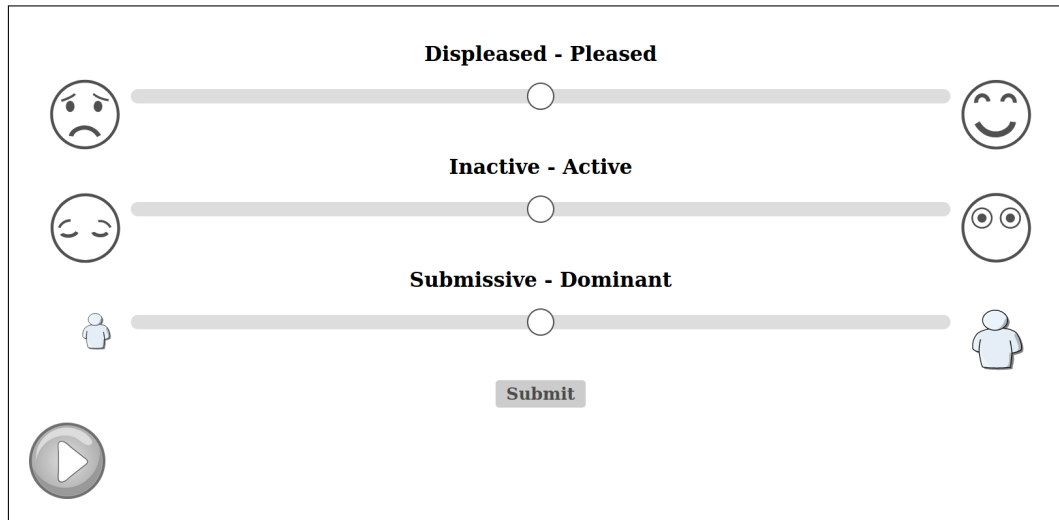 Displeased - Pleased
Inactive - Active
Submissive - Dominant
Submit